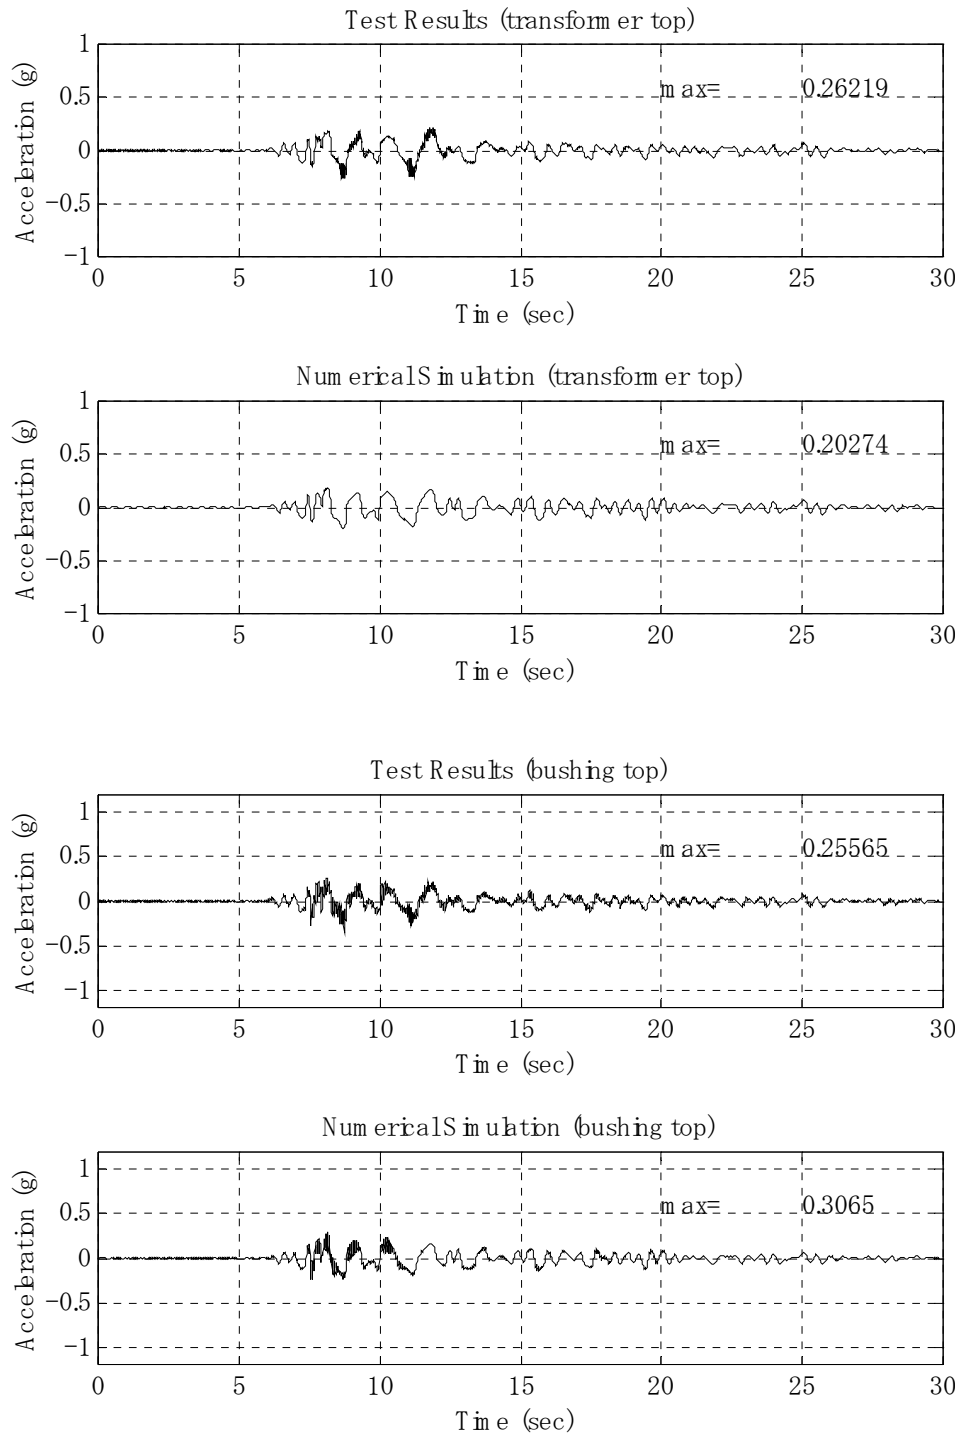 Test Results (transformer top)
1
0.5
0
-0.5
-1
Acceleration (g)
max= 0.26219
0 5 10 15 20 25 30
Time (sec)
Numerical Simulation (transformer top)
1
0.5
0
-0.5
-1
Acceleration (g)
max= 0.20274
0 5 10 15 20 25 30
Time (sec)
Test Results (bushing top)
1
0.5
0
-0.5
-1
Acceleration (g)
max= 0.25565
0 5 10 15 20 25 30
Time (sec)
Numerical Simulation (bushing top)
1
0.5
0
-0.5
-1
Acceleration (g)
max= 0.3065
0 5 10 15 20 25 30
Time (sec)